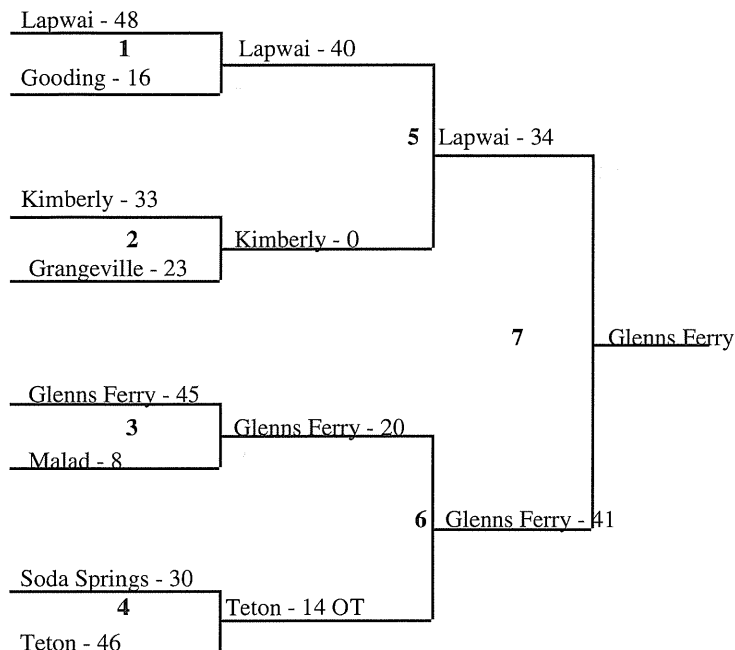 Lapwai - 48
1
Lapwai - 40
Gooding - 16
5
Lapwai - 34
Kimberly - 33
2
Kimberly - 0
Grangeville - 23
7
Glenns Ferry
Glenns Ferry - 45
3
Glenns Ferry - 20
Malad - 8
6
Glenns Ferry - 41
Soda Springs - 30
4
Teton - 14 OT
Teton - 46